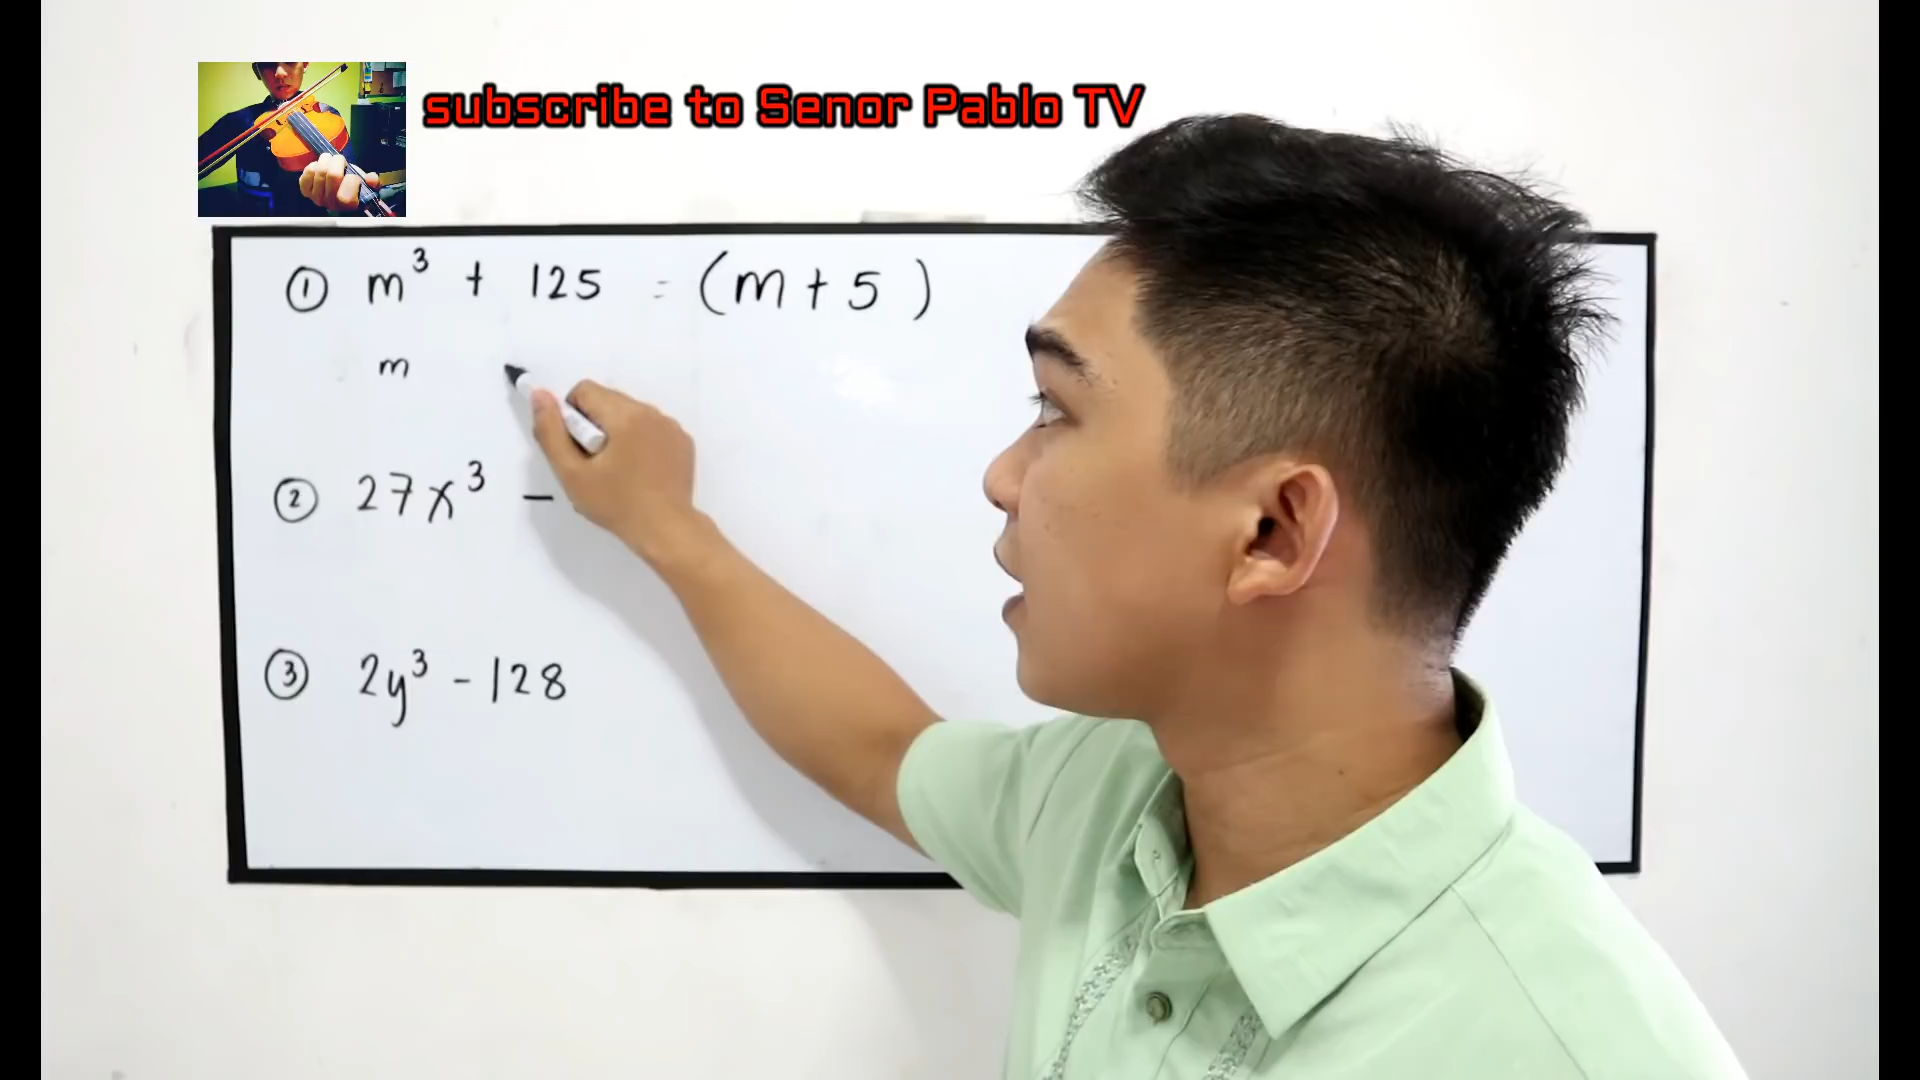 subscribe to Senor Pablo TV
① m³ + 125 = (m + 5 )
m
② 27x³ -
③ 2y³ - 128